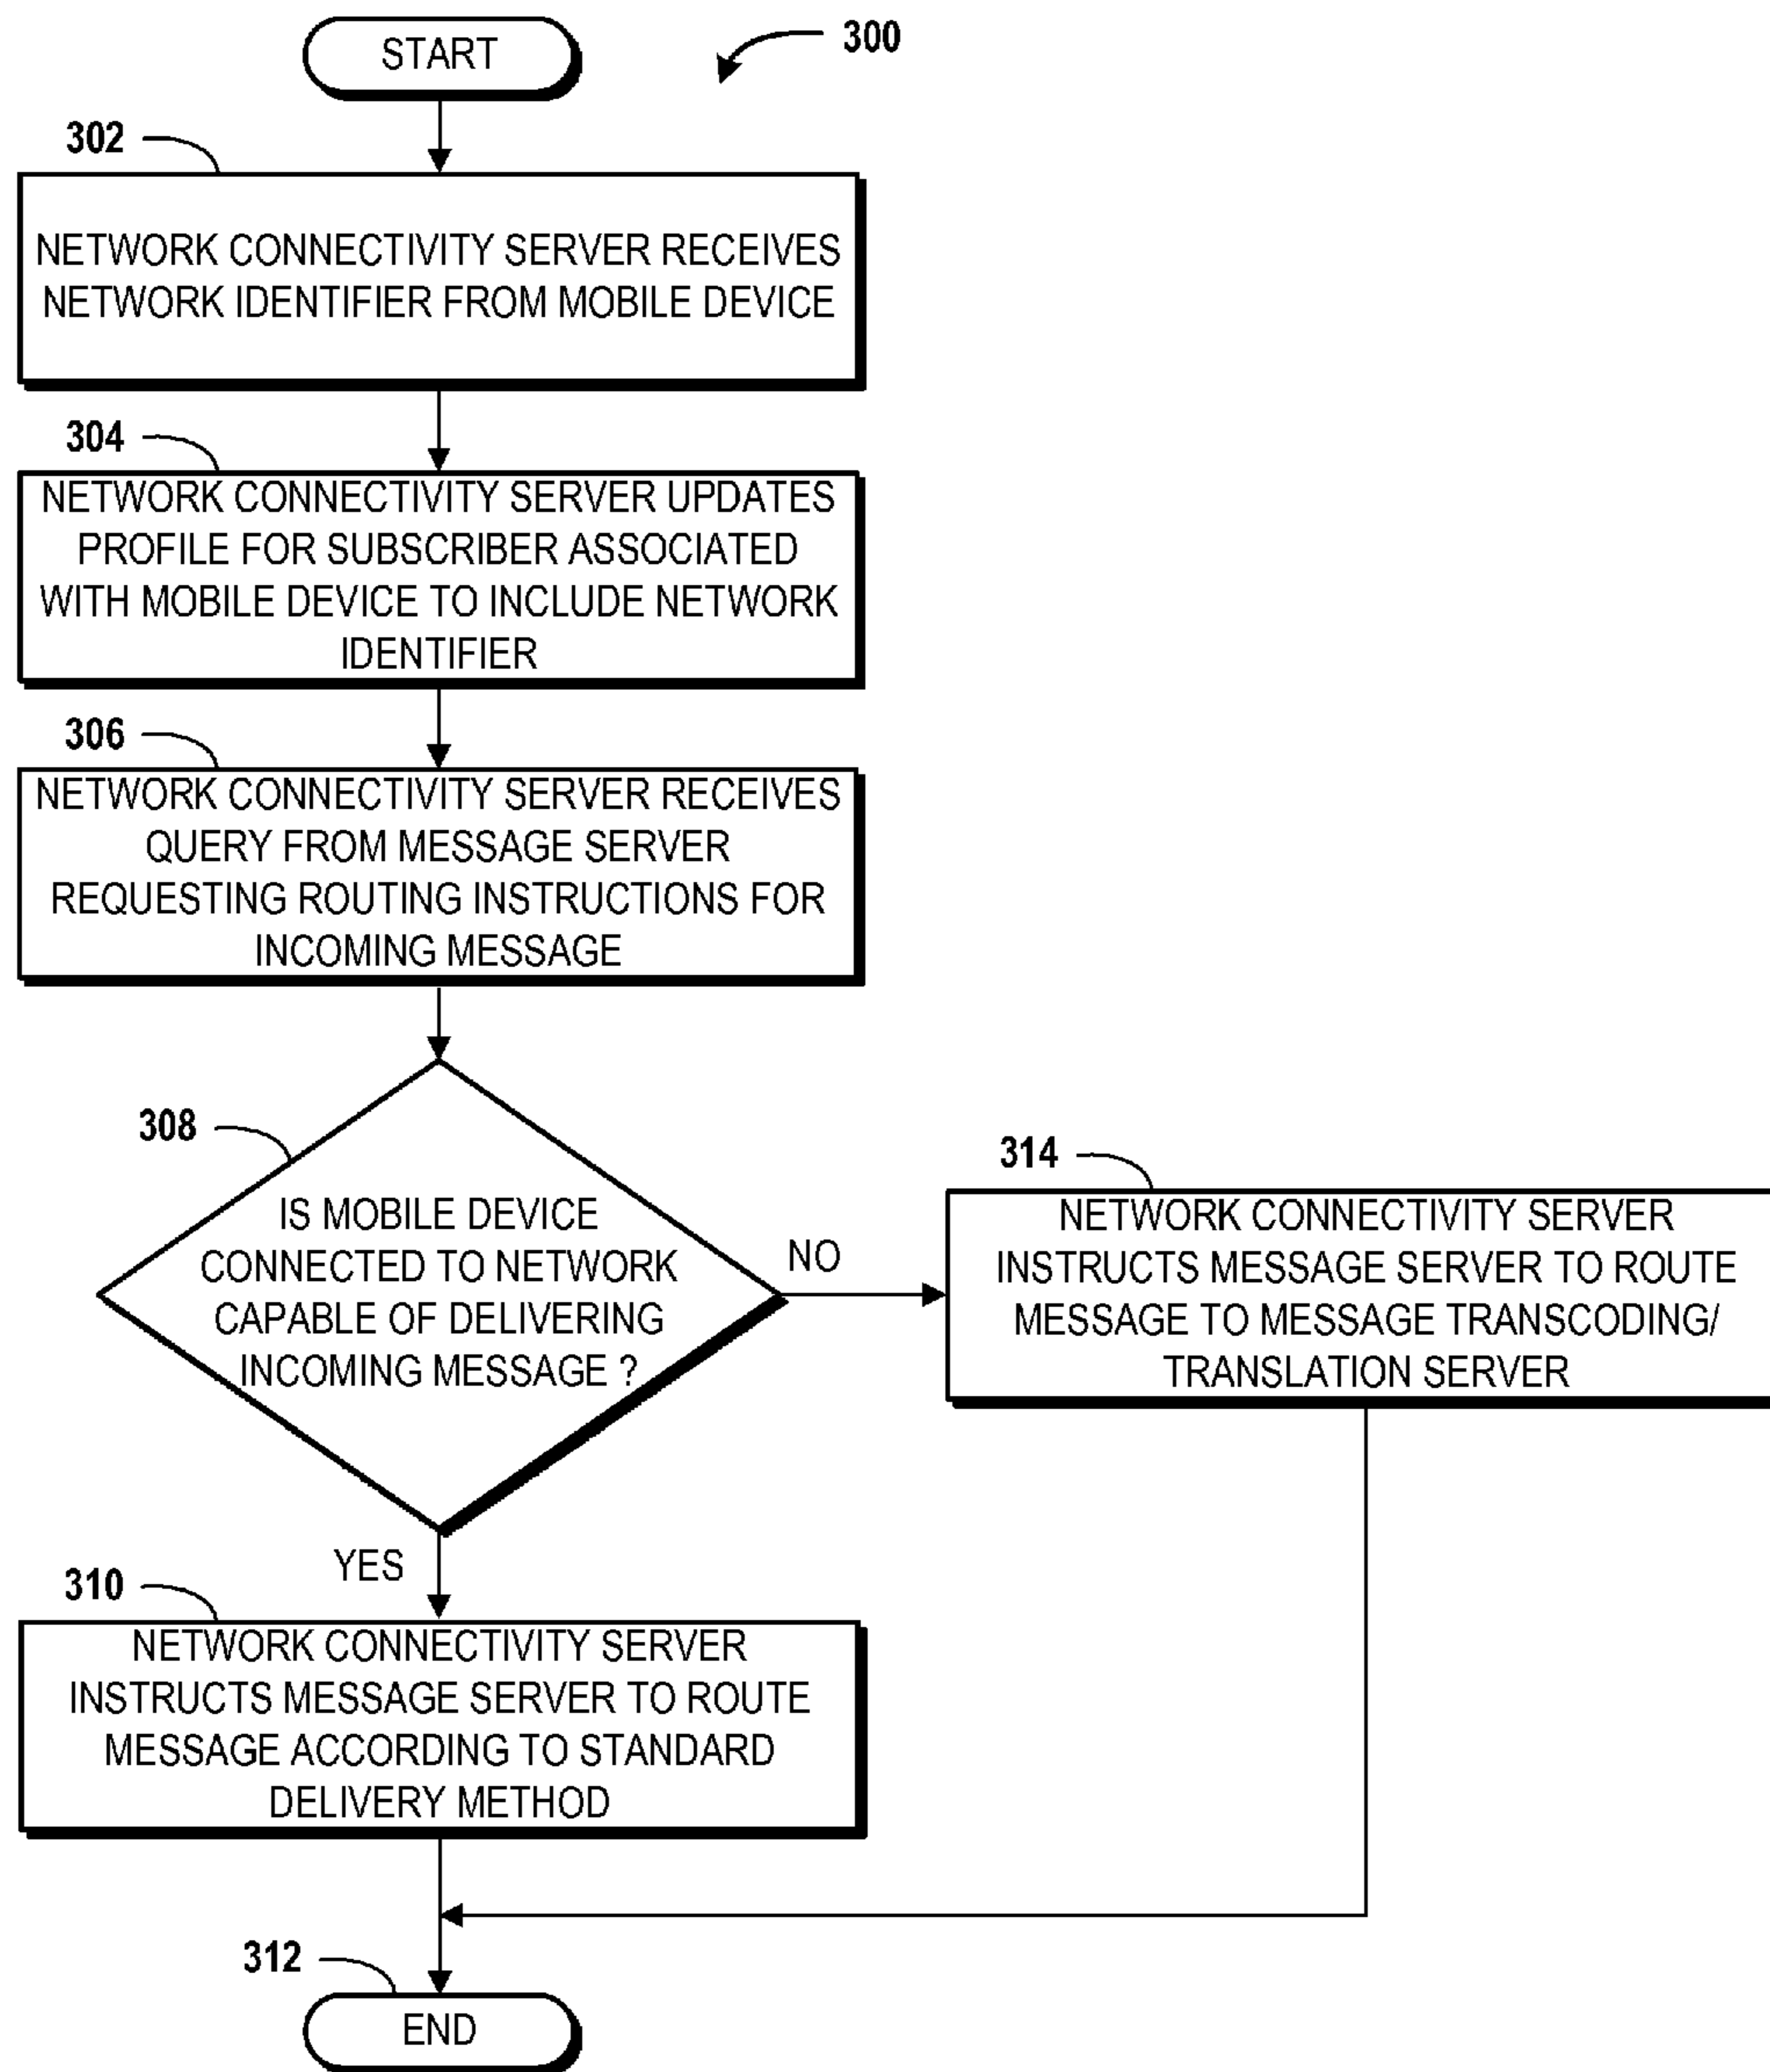 START
300
302
NETWORK CONNECTIVITY SERVER RECEIVES
NETWORK IDENTIFIER FROM MOBILE DEVICE
304
NETWORK CONNECTIVITY SERVER UPDATES
PROFILE FOR SUBSCRIBER ASSOCIATED
WITH MOBILE DEVICE TO INCLUDE NETWORK
IDENTIFIER
306
NETWORK CONNECTIVITY SERVER RECEIVES
QUERY FROM MESSAGE SERVER
REQUESTING ROUTING INSTRUCTIONS FOR
INCOMING MESSAGE
308
IS MOBILE DEVICE
CONNECTED TO NETWORK
CAPABLE OF DELIVERING
INCOMING MESSAGE ?
NO
314
NETWORK CONNECTIVITY SERVER
INSTRUCTS MESSAGE SERVER TO ROUTE
MESSAGE TO MESSAGE TRANSCODING/
TRANSLATION SERVER
YES
310
NETWORK CONNECTIVITY SERVER
INSTRUCTS MESSAGE SERVER TO ROUTE
MESSAGE ACCORDING TO STANDARD
DELIVERY METHOD
312
END